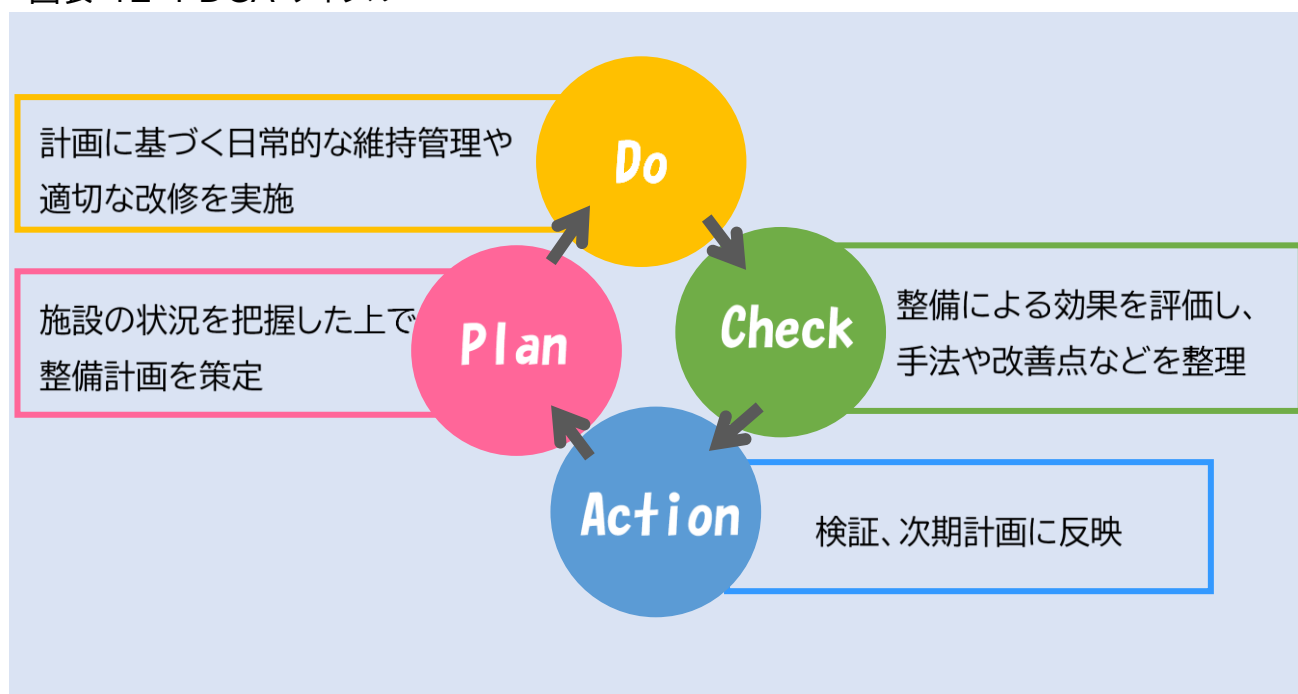 計画に基づく日常的な維持管理や
適切な改修を実施
Do
施設の状況を把握した上で
整備計画を策定
Plan
Check
整備による効果を評価し、
手法や改善点などを整理
Action
検証、次期計画に反映